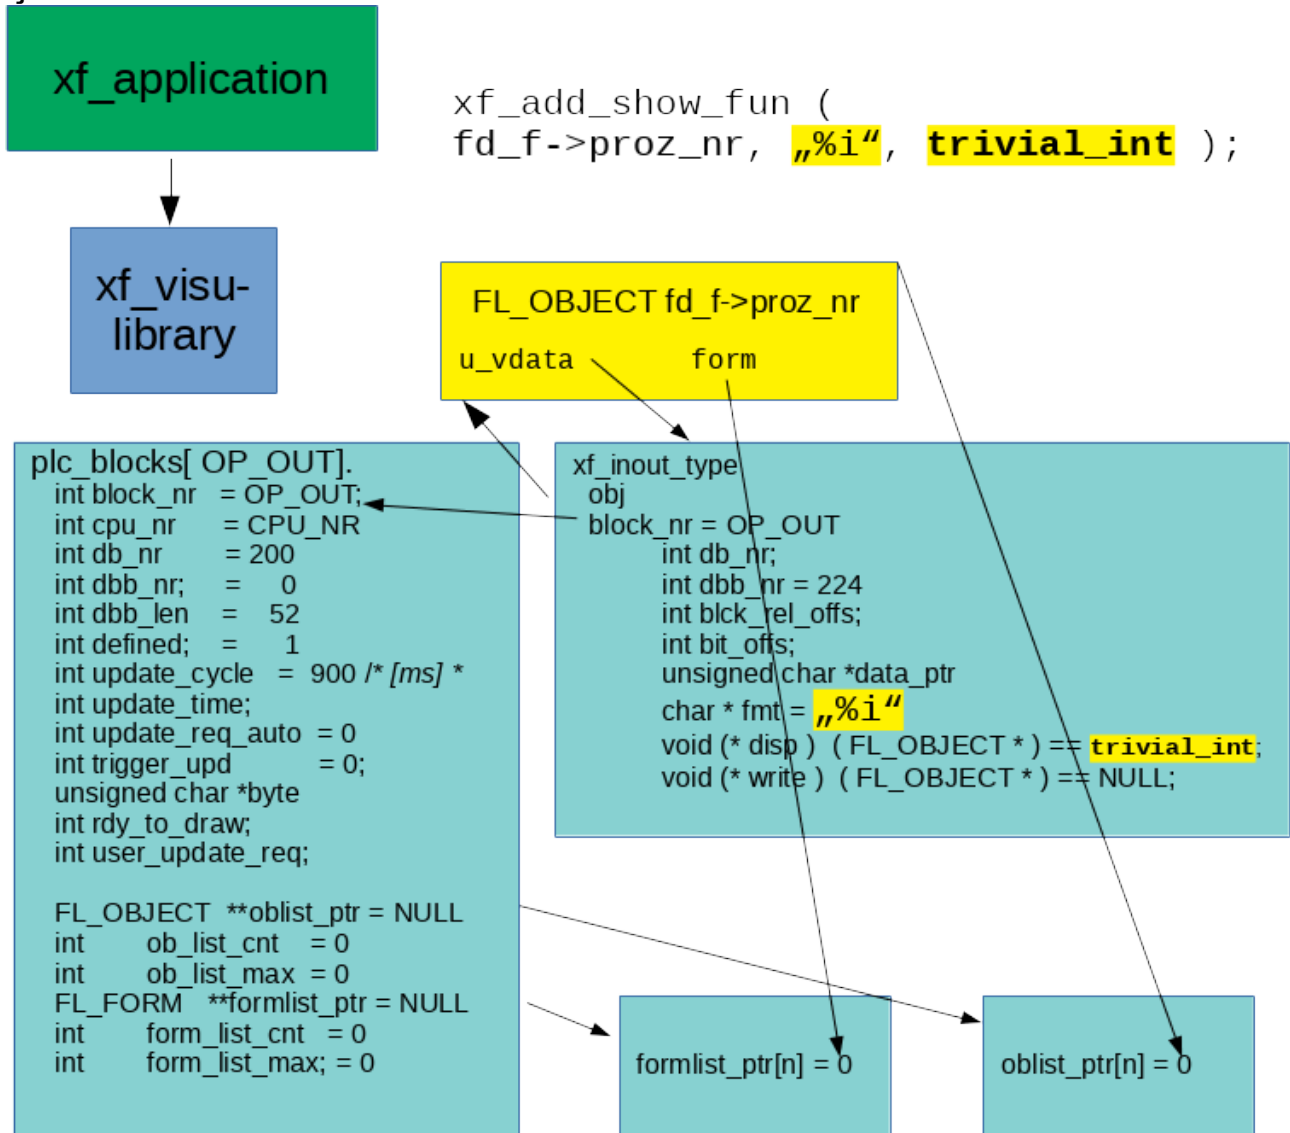 xf_application
xf_add_show_fun (
fd_f->proz_nr, „%i“, trivial_int );
xf_visu-
library
FL_OBJECT fd_f->proz_nr
u_vdata form
plc_blocks[ OP_OUT].
int block_nr = OP_OUT;
int cpu_nr = CPU_NR
int db_nr = 200
int dbb_nr; = 0
int dbb_len = 52
int defined; = 1
int update_cycle = 900 /* [ms] *
int update_time;
int update_req_auto = 0
int trigger_upd = 0;
unsigned char *byte
int rdy_to_draw;
int user_update_req;
FL_OBJECT **oblist_ptr = NULL
int ob_list_cnt = 0
int ob_list_max = 0
FL_FORM **formlist_ptr = NULL
int form_list_cnt = 0
int form_list_max; = 0
xf_inout_type
obj
block_nr = OP_OUT
int db_nr;
int dbb_nr = 224
int blck_rel_offs;
int bit_offs;
unsigned char *data_ptr
char * fmt = „%i“
void (* disp ) ( FL_OBJECT * ) == trivial_int;
void (* write ) ( FL_OBJECT * ) == NULL;
formlist_ptr[n] = 0
oblist_ptr[n] = 0